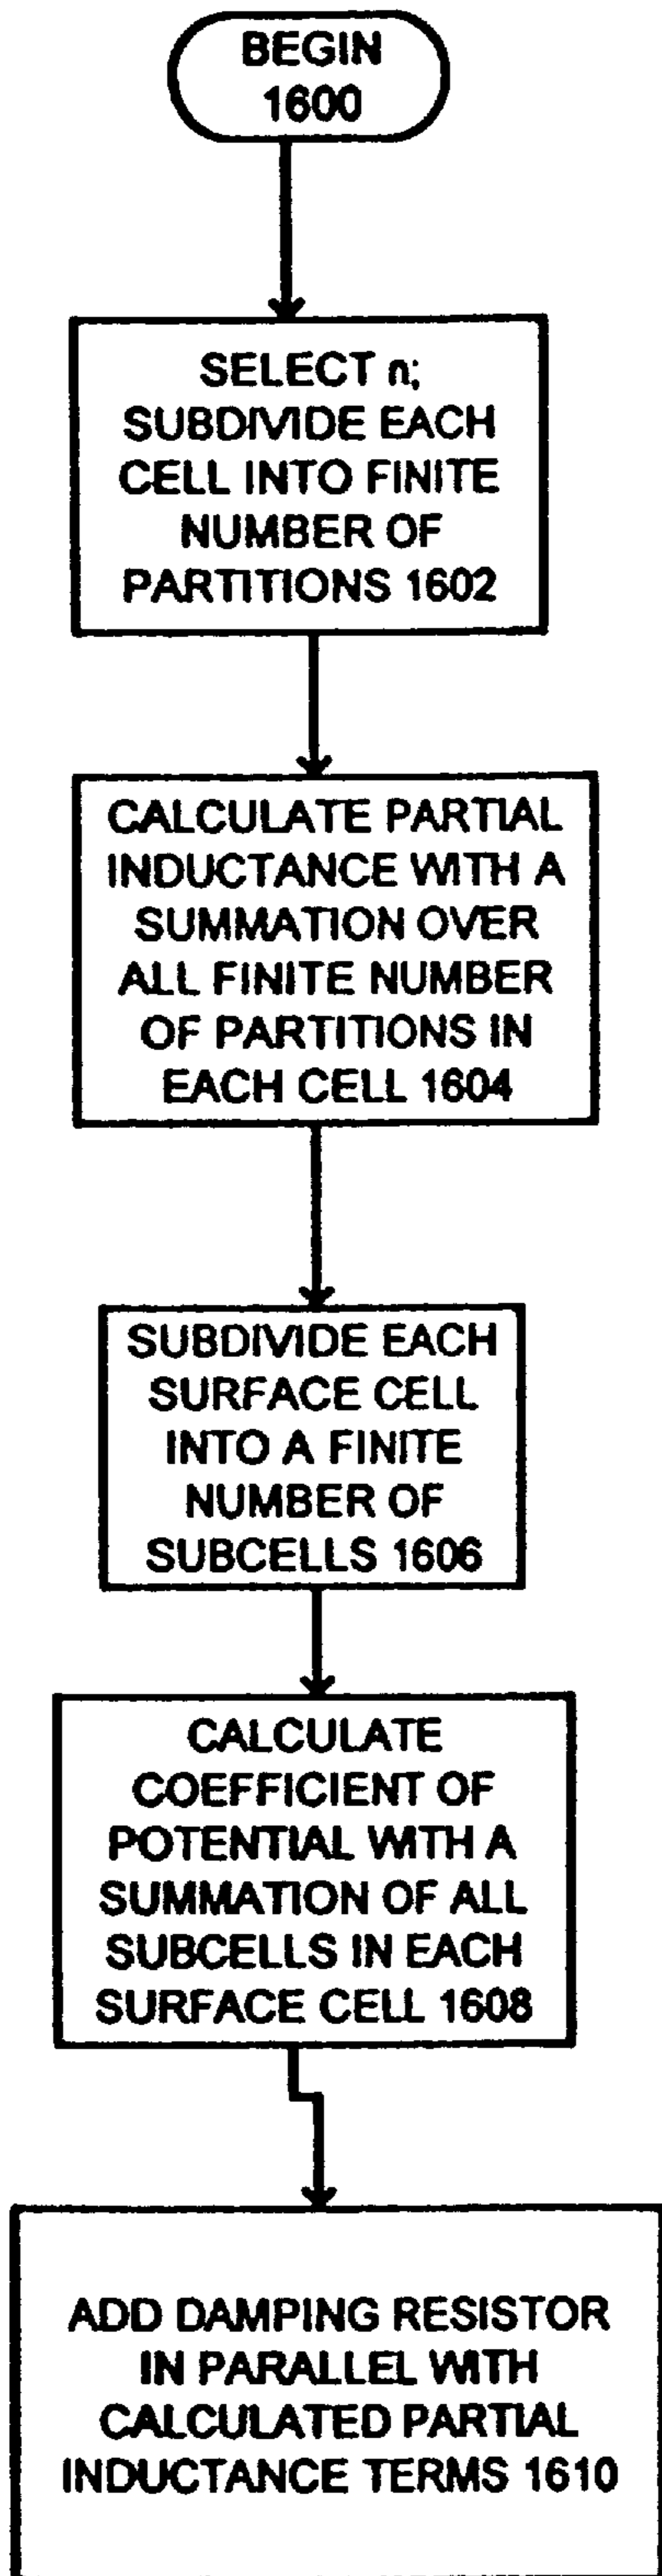 BEGIN
1600
SELECT n;
SUBDIVIDE EACH
CELL INTO FINITE
NUMBER OF
PARTITIONS 1602
CALCULATE PARTIAL
INDUCTANCE WITH A
SUMMATION OVER
ALL FINITE NUMBER
OF PARTITIONS IN
EACH CELL 1604
SUBDIVIDE EACH
SURFACE CELL
INTO A FINITE
NUMBER OF
SUBCELLS 1606
CALCULATE
COEFFICIENT OF
POTENTIAL WITH A
SUMMATION OF ALL
SUBCELLS IN EACH
SURFACE CELL 1608
ADD DAMPING RESISTOR
IN PARALLEL WITH
CALCULATED PARTIAL
INDUCTANCE TERMS 1610